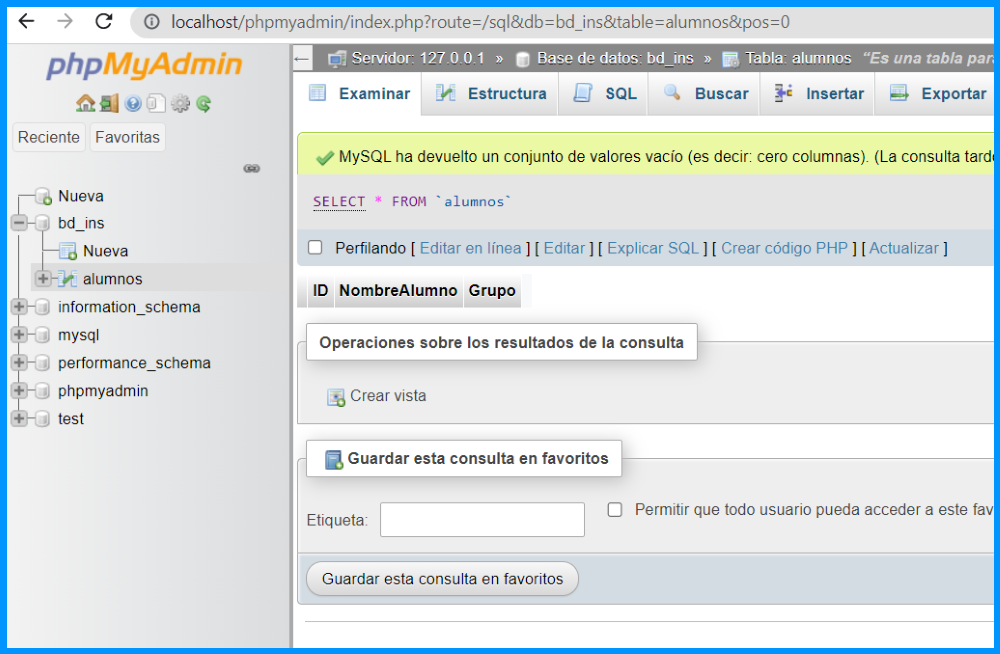 localhost/phpmyadmin/index.php?route=/sql&db=bd_ins&table=alumnos&pos=0
phpMyAdmin
Reciente Favoritas
Nueva
bd_ins
Nueva
alumnos
information_schema
mysql
performance_schema
phpmyadmin
test
Servidor: 127.0.0.1 » Base de datos: bd_ins » Tabla: alumnos "Es una tabla para
Examinar Estructura SQL Buscar Insertar Exportar
MySQL ha devuelto un conjunto de valores vacío (es decir: cero columnas). (La consulta tardó
SELECT * FROM `alumnos`
Perfilando [ Editar en línea ] [ Editar ] [ Explicar SQL ] [ Crear código PHP ] [ Actualizar ]
ID NombreAlumno Grupo
Operaciones sobre los resultados de la consulta
Crear vista
Guardar esta consulta en favoritos
Etiqueta: Permitir que todo usuario pueda acceder a este fav
Guardar esta consulta en favoritos